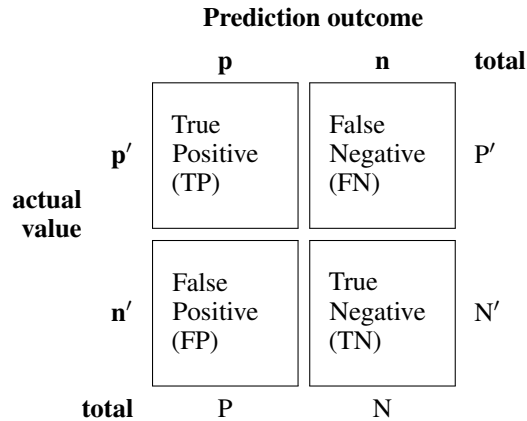 Prediction outcome
p n total
p′
True
Positive
(TP)
False
Negative
(FN)
P′
actual
value
n′
False
Positive
(FP)
True
Negative
(TN)
N′
total P N